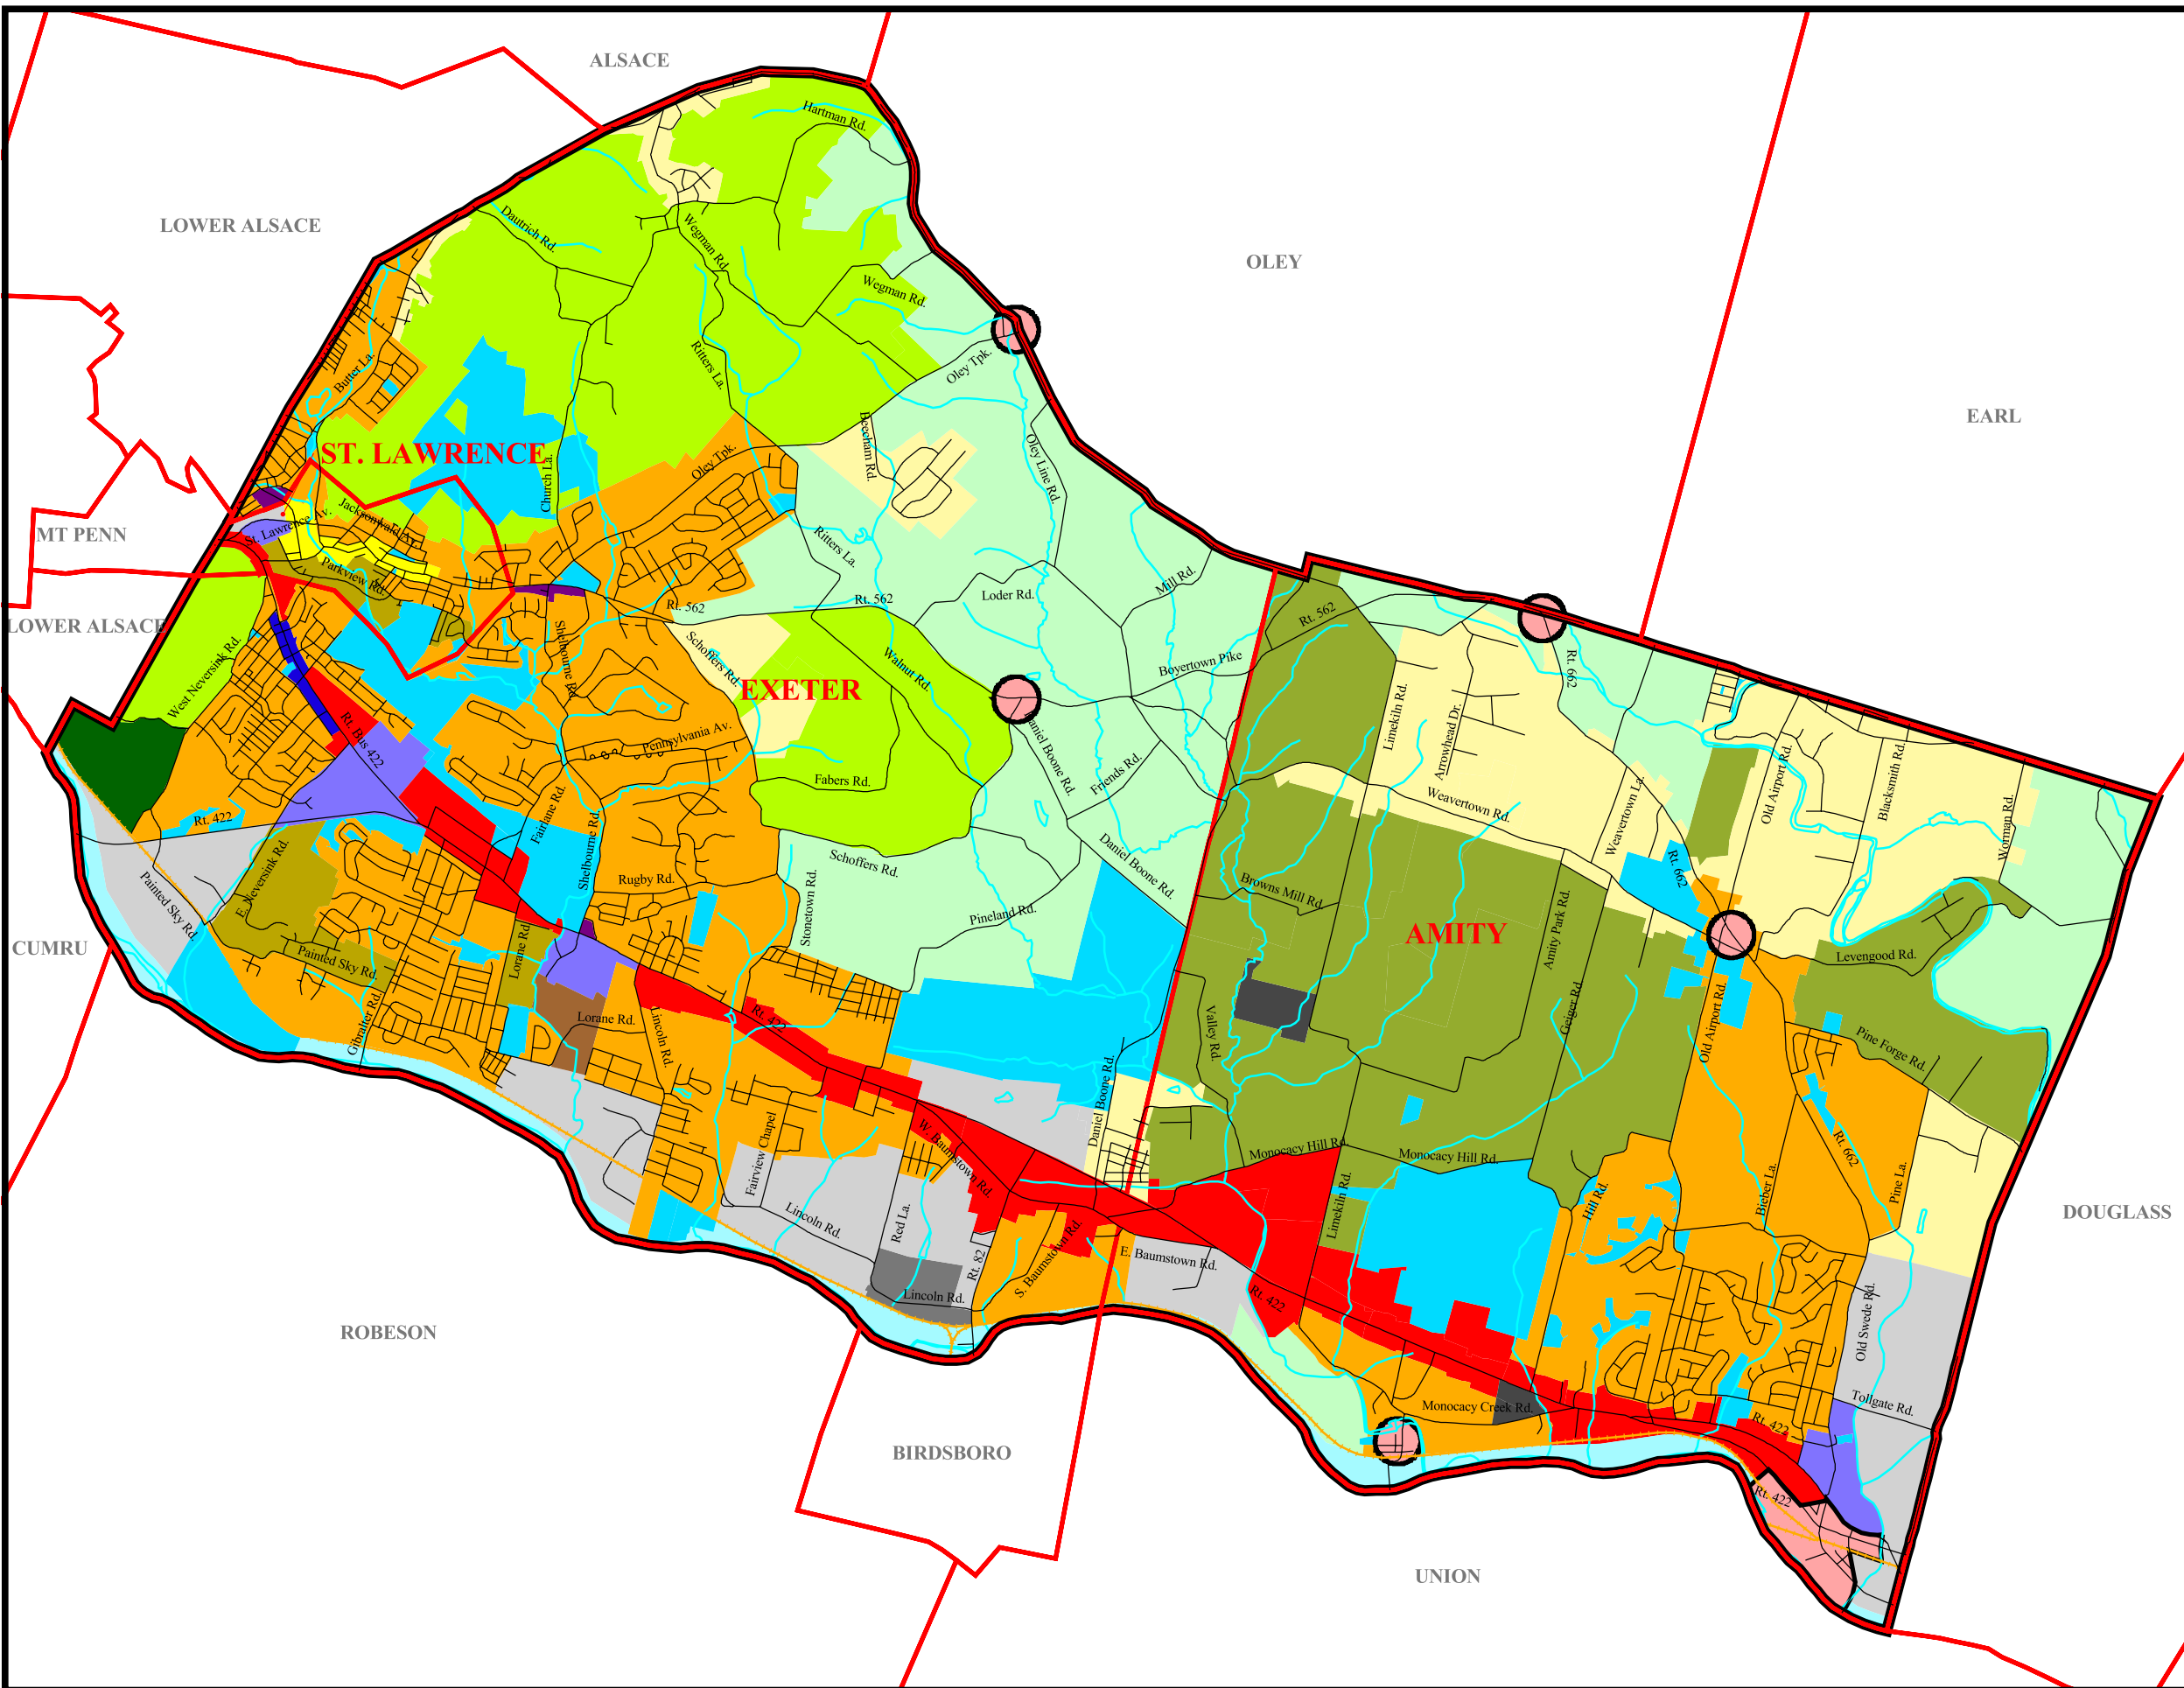 ALSACE
Hartman Rd.
LOWER ALSACE
Dautrich Rd.
Wegman Rd.
OLEY
Wegman Rd.
Butter La.
Ritters La.
Oley Tpk.
EARL
Beecham Rd.
ST. LAWRENCE
Oley Tpk.
Oley Line Rd.
Church La.
MT PENN
St. Lawrence Av.
Jacksonwald Av.
Ritters La.
Parkview Rd.
Mill Rd.
Loder Rd.
Rt. 562
Rt. 562
Rt. 562
LOWER ALSACE
West Neversink Rd.
Shelbourne Rd.
Schoffers Rd.
Walnut Rd.
Boyertown Pike
Rt. 662
EXETER
Limekiln Rd.
Arrowhead Dr.
Rt. Bus 422
Pennsylvania Av.
Daniel Boone Rd.
Friends Rd.
Fabers Rd.
Weavertown Rd.
Weavertown La.
Old Airport Rd.
Blacksmith Rd.
Worman Rd.
Rt. 422
Fairlane Rd.
Shelbourne Rd.
Schoffers Rd.
Daniel Boone Rd.
Rt. 662
E. Neversink Rd.
Painted Sky Rd.
Rugby Rd.
Stonetown Rd.
Pineland Rd.
Browns Mill Rd.
AMITY
Amity Park Rd.
CUMRU
Painted Sky Rd.
Lorane Rd.
Levengood Rd.
Gibralter Rd.
Lorane Rd.
Lincoln Rd.
Rt. 422
Valley Rd.
Geiger Rd.
Old Airport Rd.
Pine Forge Rd.
Daniel Boone Rd.
Fairview Chapel
W. Baumstown Rd.
Monocacy Hill Rd.
Monocacy Hill Rd.
Rt. 662
Lincoln Rd.
Red La.
Limekiln Rd.
Hill Rd.
Bieber La.
Pine La.
DOUGLASS
Rt. 82
S. Baumstown Rd.
E. Baumstown Rd.
Lincoln Rd.
Rt. 422
Old Swede Rd.
ROBESON
Monocacy Creek Rd.
Rt. 422
Tollgate Rd.
BIRDSBORO
Rt. 422
UNION